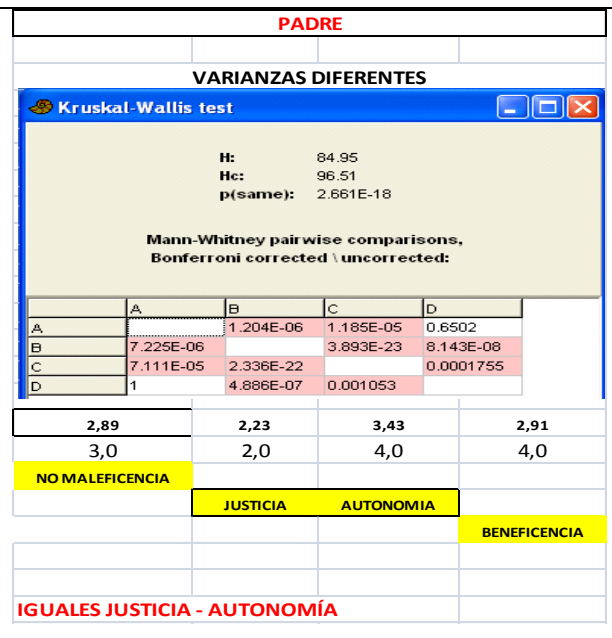 PADRE
VARIANZAS DIFERENTES
Kruskal-Wallis test
H: 84.95
Hc: 96.51
p(same): 2.661E-18
Mann-Whitney pairwise comparisons,
Bonferroni corrected \ uncorrected:
A B C D
A 1.204E-06 1.185E-05 0.6502
B 7.225E-06 3.893E-23 8.143E-08
C 7.111E-05 2.336E-22 0.0001755
D 1 4.886E-07 0.001053
2,89 2,23 3,43 2,91
3,0 2,0 4,0 4,0
NO MALEFICENCIA
JUSTICIA AUTONOMIA
BENEFICENCIA
IGUALES JUSTICIA - AUTONOMÍA